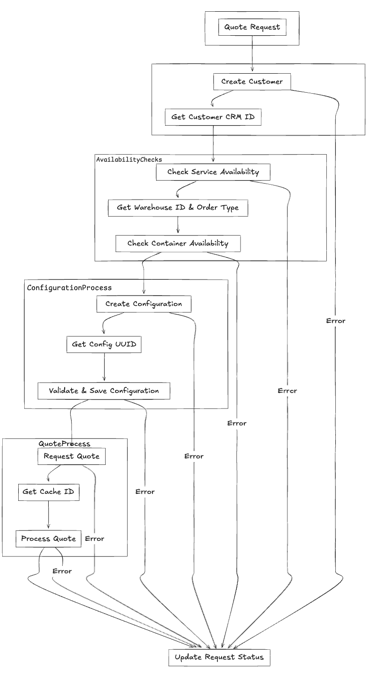 Quote Request
Create Customer
Get Customer CRM ID
AvailabilityChecks
Check Service Availability
Get Warehouse ID & Order Type
Check Container Availability
ConfigurationProcess
Create Configuration
Error
Get Config UUID
Validate & Save Configuration
Error
Error
QuoteProcess
Request Quote
Error
Get Cache ID
Error
Process Quote
Error
Error
Update Request Status